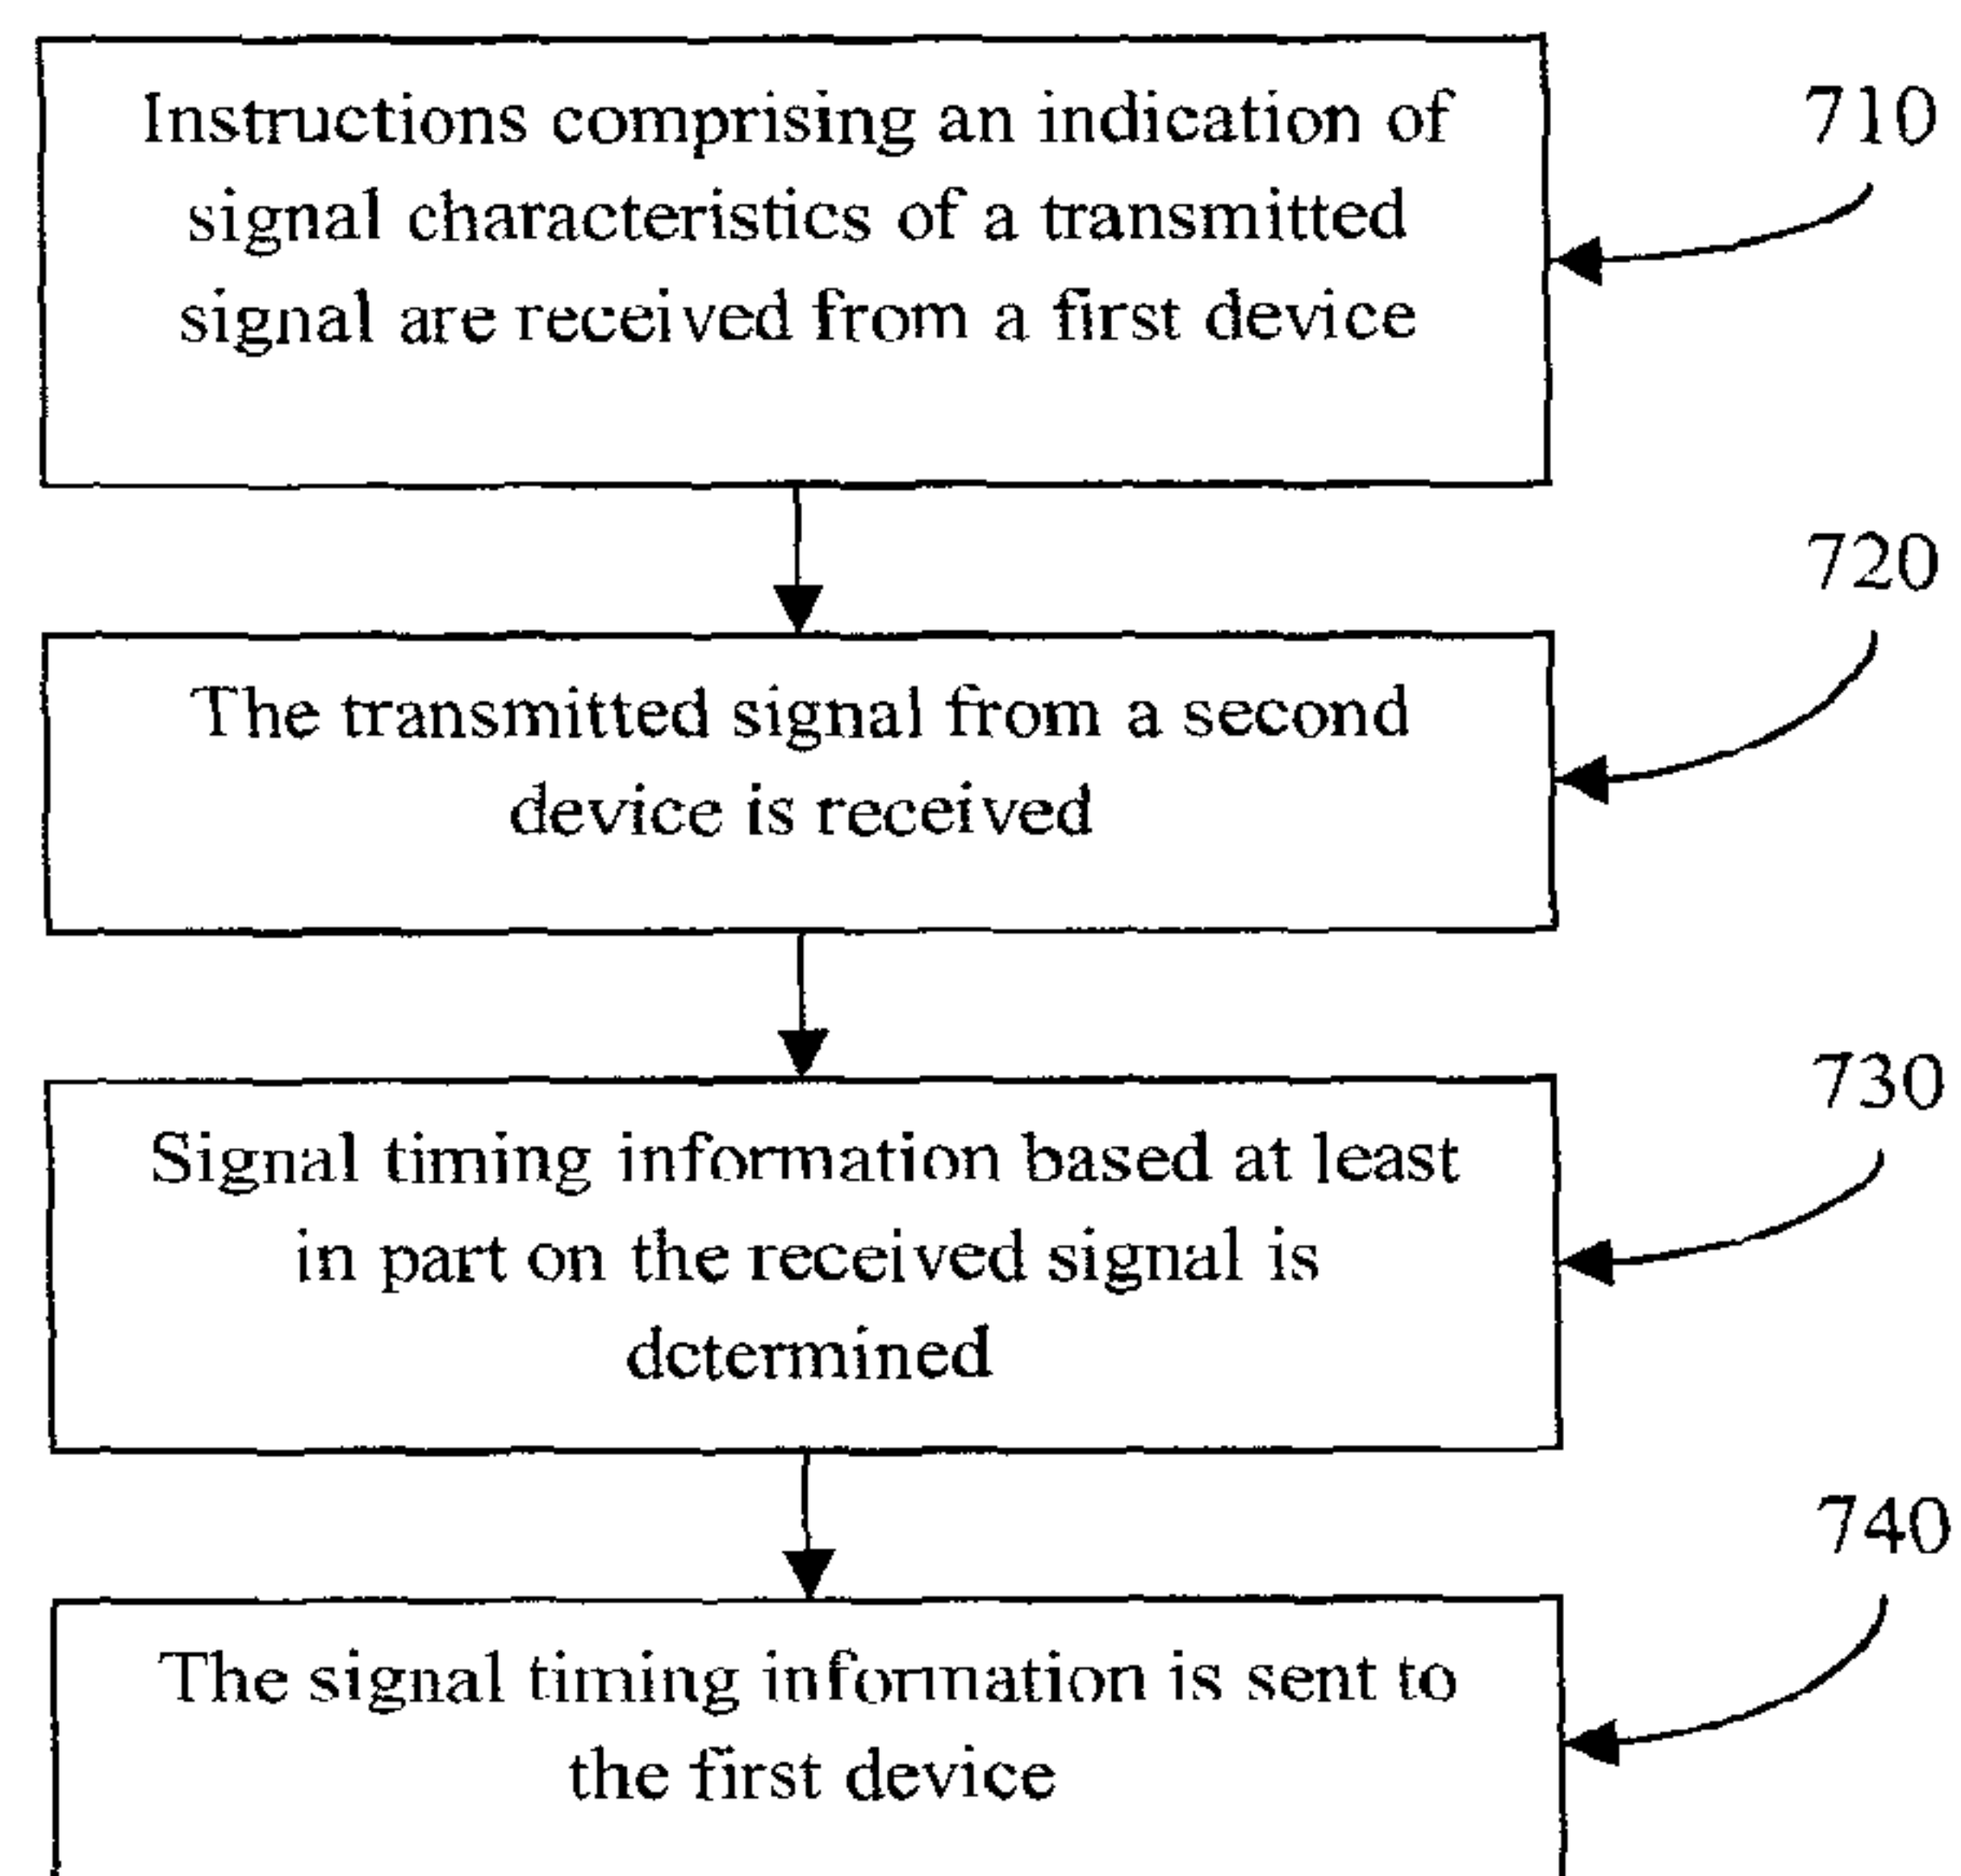 Instructions comprising an indication of
signal characteristics of a transmitted
signal are received from a first device
710
The transmitted signal from a second
device is received
720
Signal timing information based at least
in part on the received signal is
determined
730
The signal timing information is sent to
the first device
740